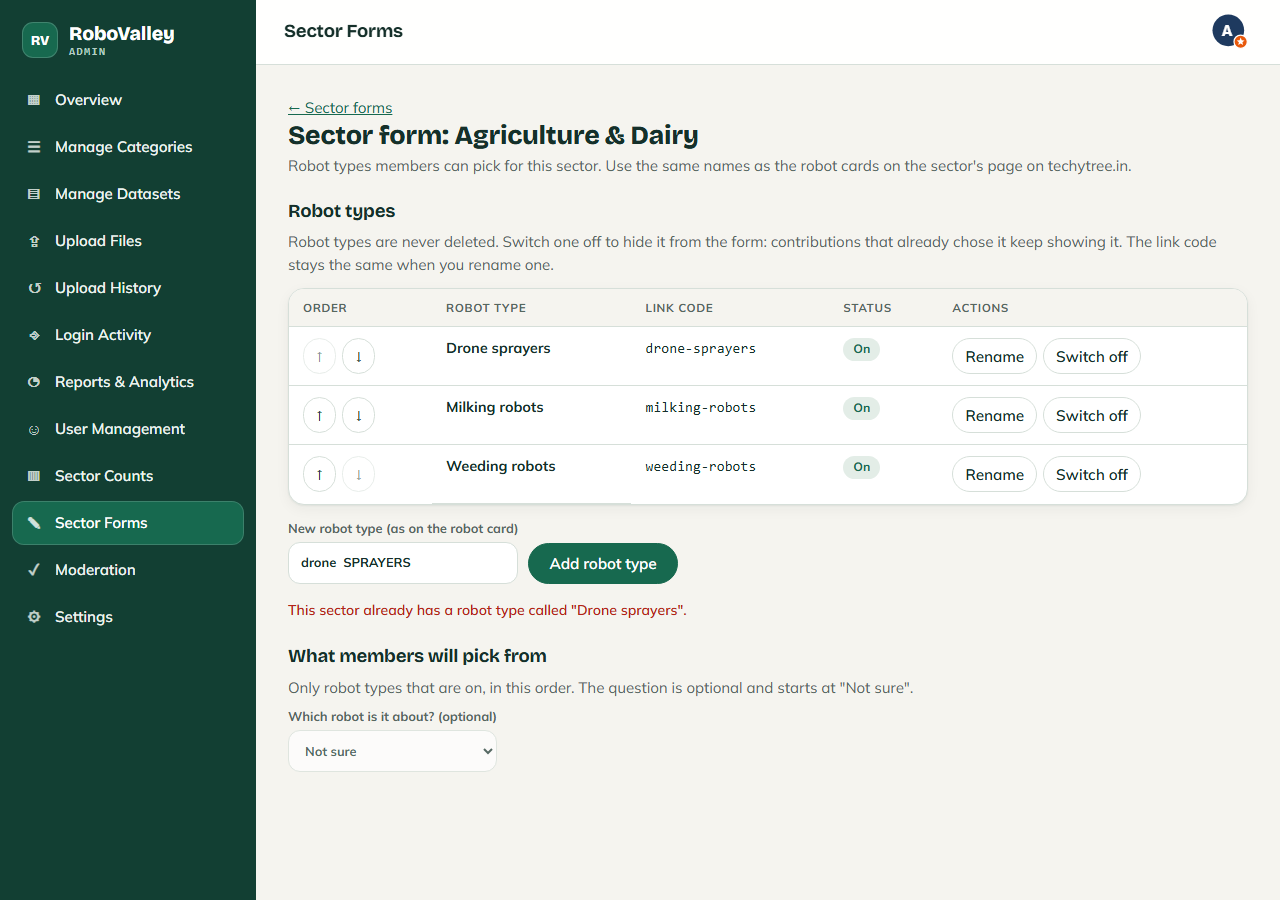 RV
RoboValley
ADMIN
Overview
Manage Categories
Manage Datasets
Upload Files
Upload History
Login Activity
Reports & Analytics
User Management
Sector Counts
Sector Forms
Moderation
Settings
Sector Forms
A
← Sector forms
Sector form: Agriculture & Dairy
Robot types members can pick for this sector. Use the same names as the robot cards on the sector's page on techytree.in.
Robot types
Robot types are never deleted. Switch one off to hide it from the form: contributions that already chose it keep showing it. The link code
stays the same when you rename one.
ORDER ROBOT TYPE LINK CODE STATUS ACTIONS
↑ ↓ Drone sprayers drone-sprayers On Rename Switch off
↑ ↓ Milking robots milking-robots On Rename Switch off
↑ ↓ Weeding robots weeding-robots On Rename Switch off
New robot type (as on the robot card)
drone  SPRAYERS Add robot type
This sector already has a robot type called "Drone sprayers".
What members will pick from
Only robot types that are on, in this order. The question is optional and starts at "Not sure".
Which robot is it about? (optional)
Not sure